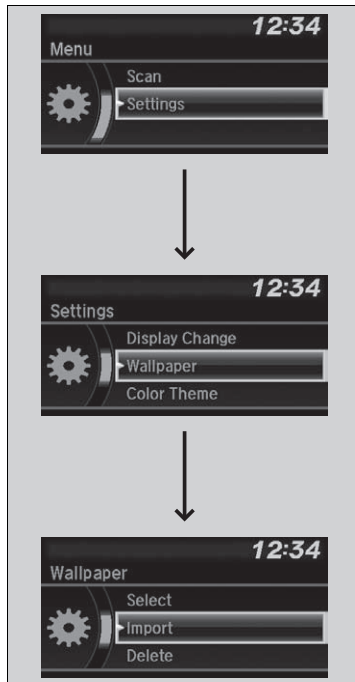 12:34
Menu
Scan
Settings
12:34
Settings
Display Change
Wallpaper
Color Theme
12:34
Wallpaper
Select
Import
Delete